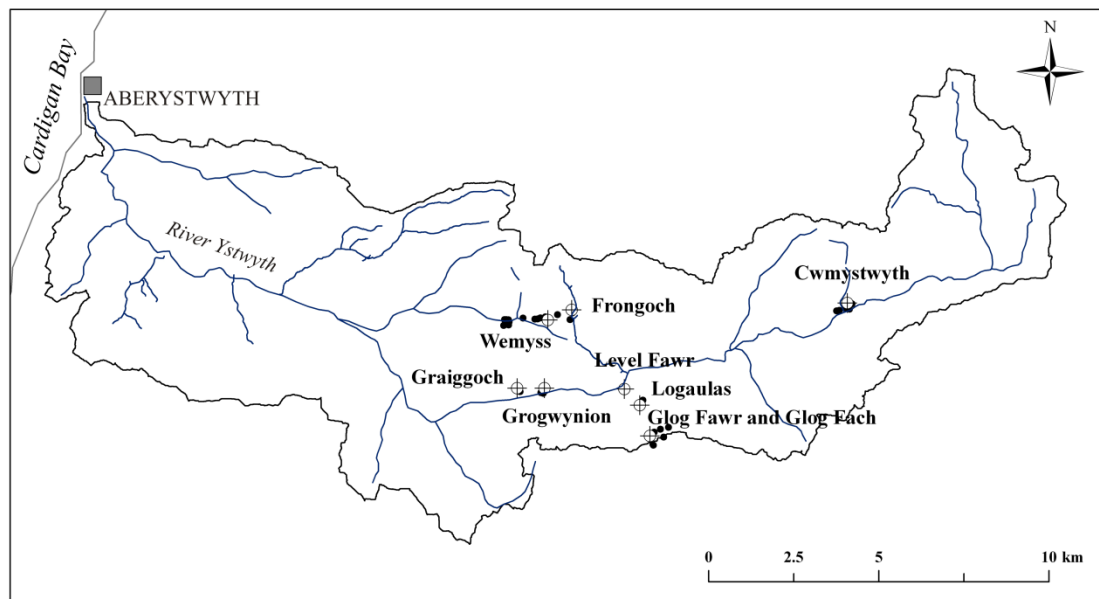 N
Cardigan Bay
ABERYSTWYTH
River Ystwyth
Cwmystwyth
Frongoch
Wemyss
Level Fawr
Graiggoch
Logaulas
Grogwynion
Glog Fawr and Glog Fach
0 2.5 5 10 km